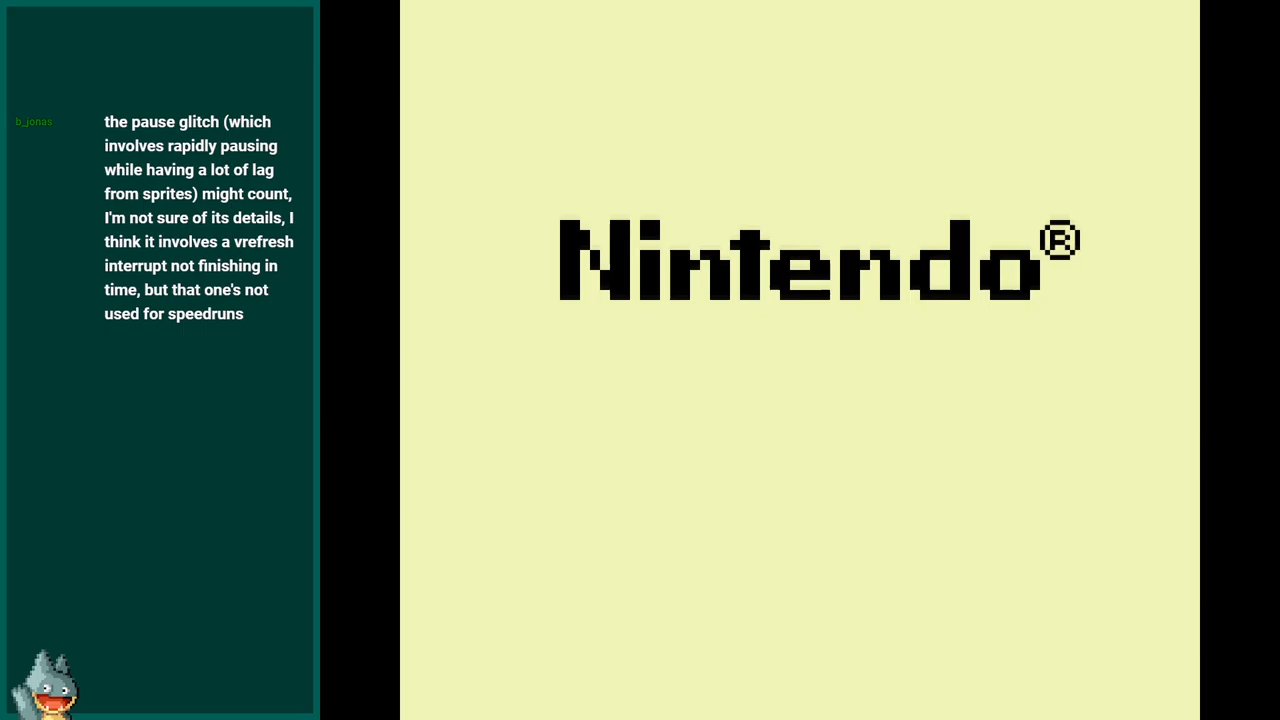 b_jonas
the pause glitch (which
involves rapidly pausing
while having a lot of lag
from sprites) might count,
I'm not sure of its details, I
think it involves a vrefresh
interrupt not finishing in
time, but that one's not
used for speedruns
Nintendo®